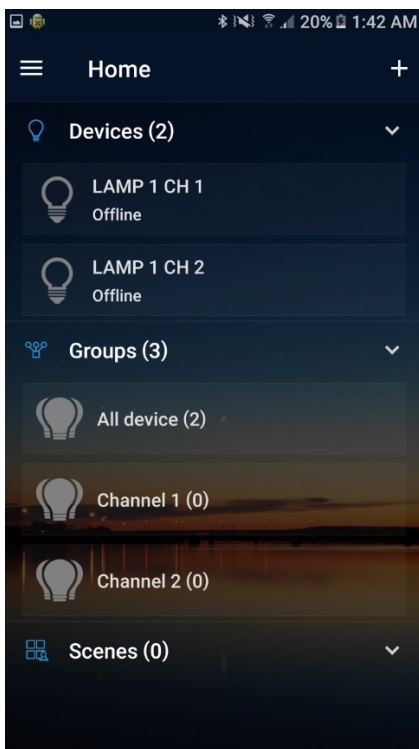 20% 1:42 AM
Home
Devices (2)
LAMP 1 CH 1
Offline
LAMP 1 CH 2
Offline
Groups (3)
All device (2)
Channel 1 (0)
Channel 2 (0)
Scenes (0)